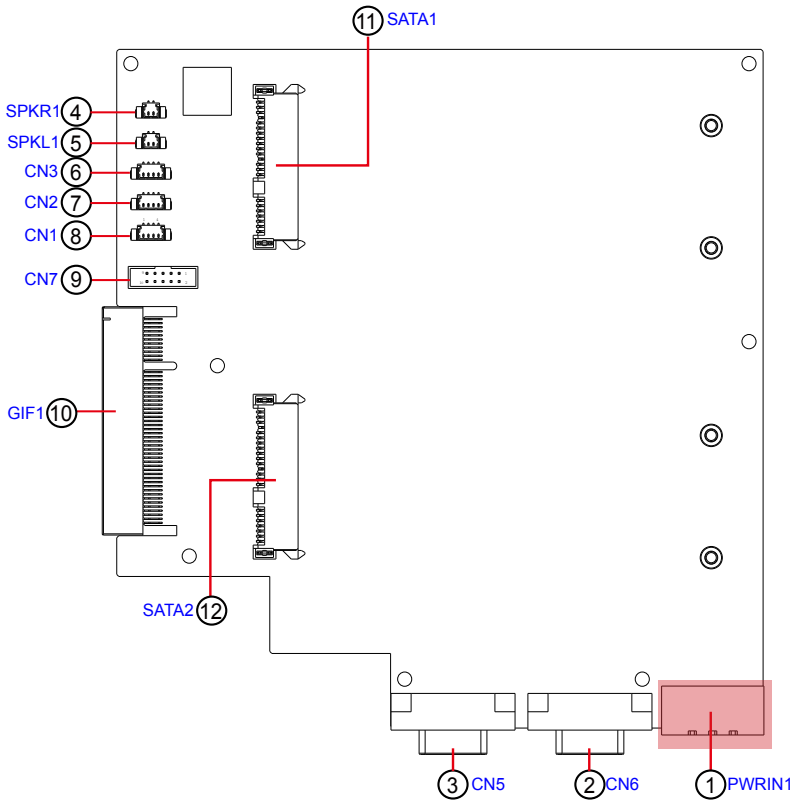 11 SATA1
SPKR1 4
SPKL1 5
CN3 6
CN2 7
CN1 8
CN7 9
GIF1 10
SATA2 12
3 CN5
2 CN6
1 PWRIN1